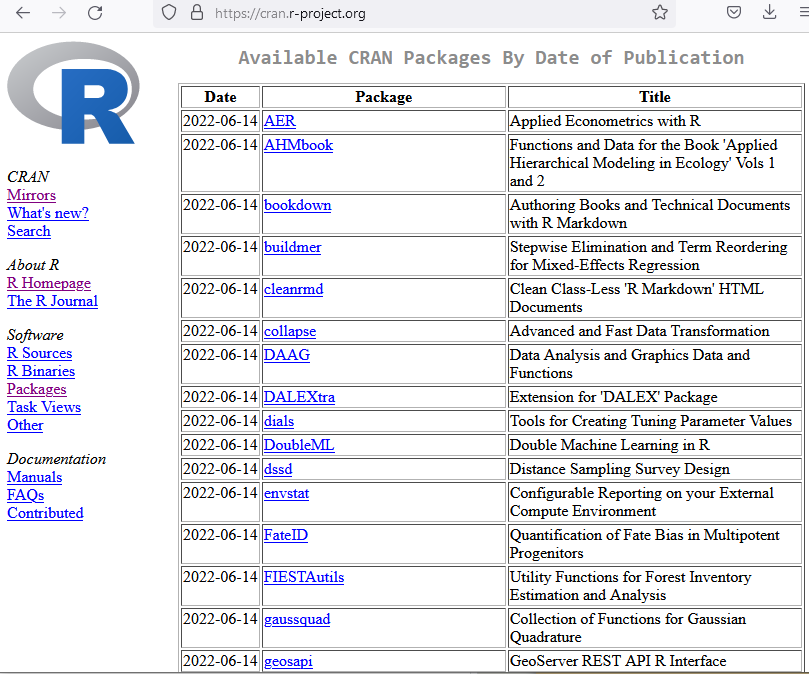 https://cran.r-project.org
R
CRAN
Mirrors
What's new?
Search
About R
R Homepage
The R Journal
Software
R Sources
R Binaries
Packages
Task Views
Other
Documentation
Manuals
FAQs
Contributed
Available CRAN Packages By Date of Publication
Date Package Title
2022-06-14 AER Applied Econometrics with R
2022-06-14 AHMbook Functions and Data for the Book 'Applied
Hierarchical Modeling in Ecology' Vols 1
and 2
2022-06-14 bookdown Authoring Books and Technical Documents
with R Markdown
2022-06-14 buildmer Stepwise Elimination and Term Reordering
for Mixed-Effects Regression
2022-06-14 cleanrmd Clean Class-Less 'R Markdown' HTML
Documents
2022-06-14 collapse Advanced and Fast Data Transformation
2022-06-14 DAAG Data Analysis and Graphics Data and
Functions
2022-06-14 DALEXtra Extension for 'DALEX' Package
2022-06-14 dials Tools for Creating Tuning Parameter Values
2022-06-14 DoubleML Double Machine Learning in R
2022-06-14 dssd Distance Sampling Survey Design
2022-06-14 envstat Configurable Reporting on your External
Compute Environment
2022-06-14 FateID Quantification of Fate Bias in Multipotent
Progenitors
2022-06-14 FIESTAutils Utility Functions for Forest Inventory
Estimation and Analysis
2022-06-14 gaussquad Collection of Functions for Gaussian
Quadrature
2022-06-14 geosapi GeoServer REST API R Interface